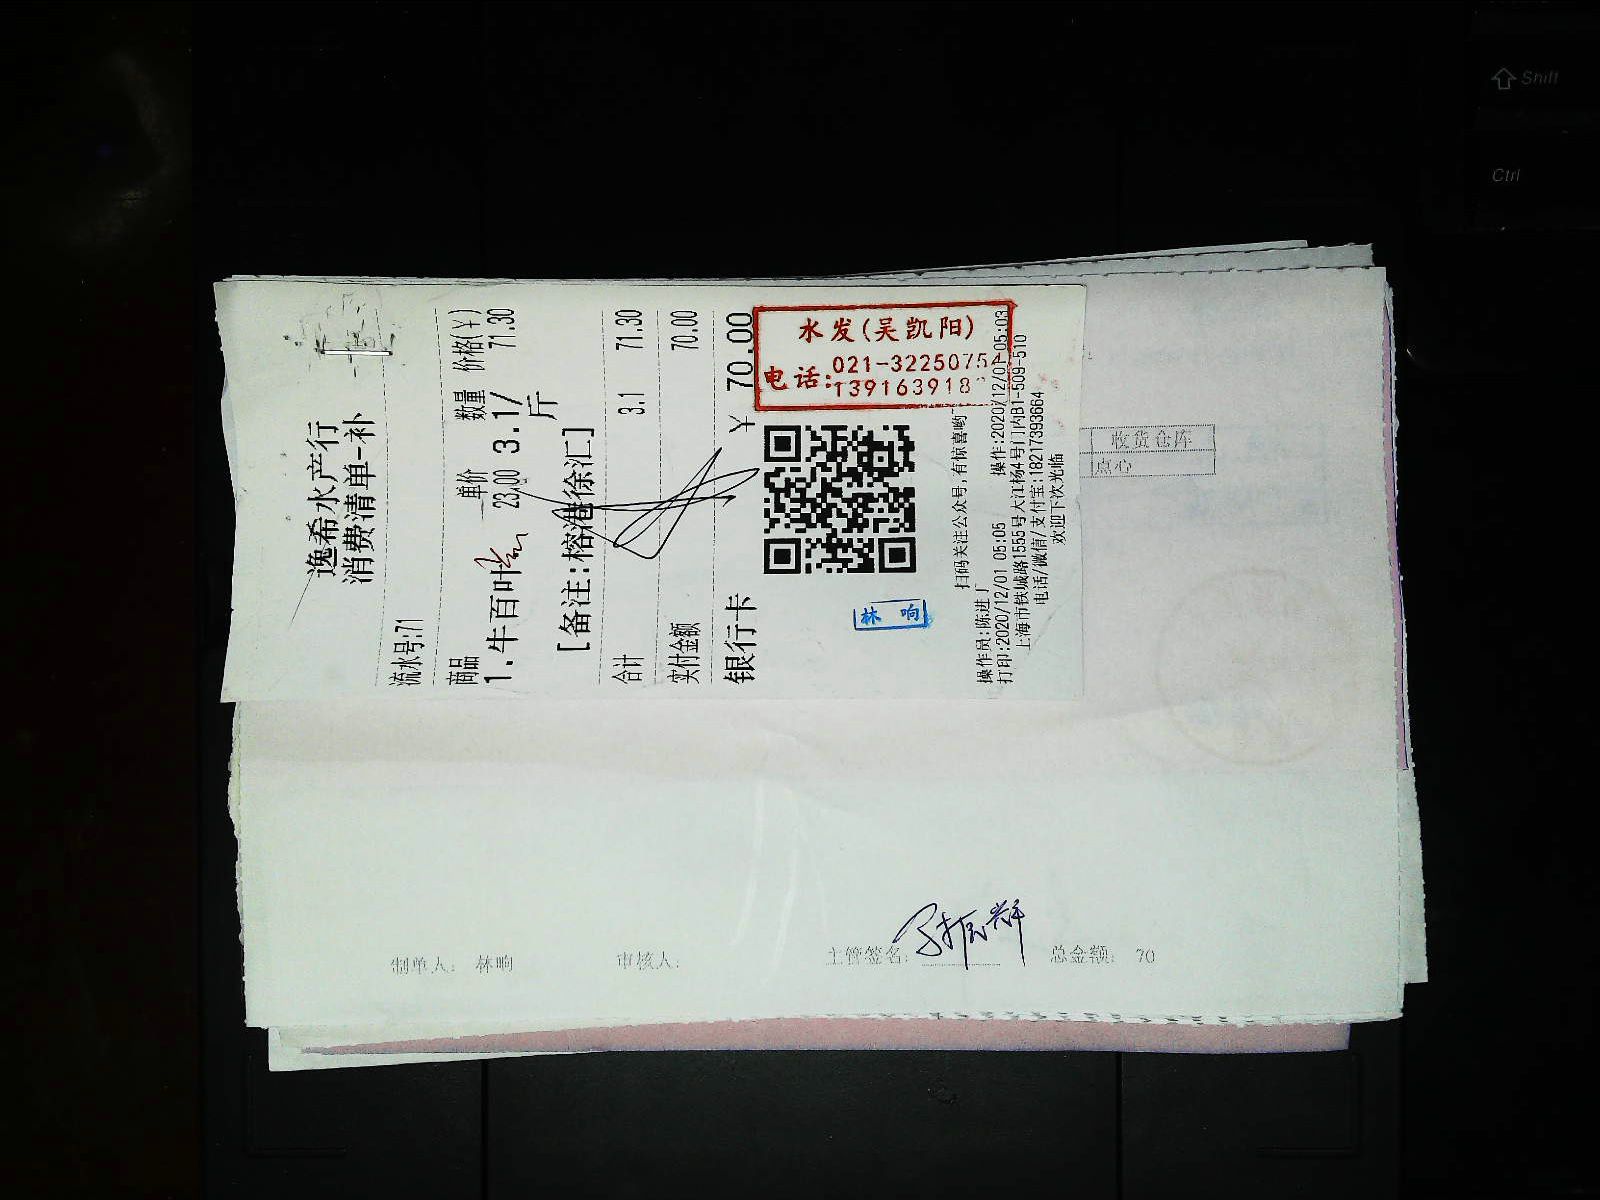 逸希水产行
消费清单-补
流水号:71
商品 单价 数量 价格(￥)
1.牛百叶 23.00 3.1/斤 71.30
[备注:榕港徐汇]
合计 3.1 71.30
实付金额 70.00
银行卡 70.00
水发(吴凯阳)
电话:021-3225075
139163918
林 响
扫码关注公众号,有惊喜哟
操作员:陈进 操作:2020/12/01 05:03
打印:2020/12/01 05:05
上海市铁城路1555号大江杨4号门内B1-509-510
电话/微信/支付宝:18217393664
欢迎下次光临
收货仓库
点心
制单人: 林响 审核人: 主管签名: 总金额: 70
Shift
Ctrl